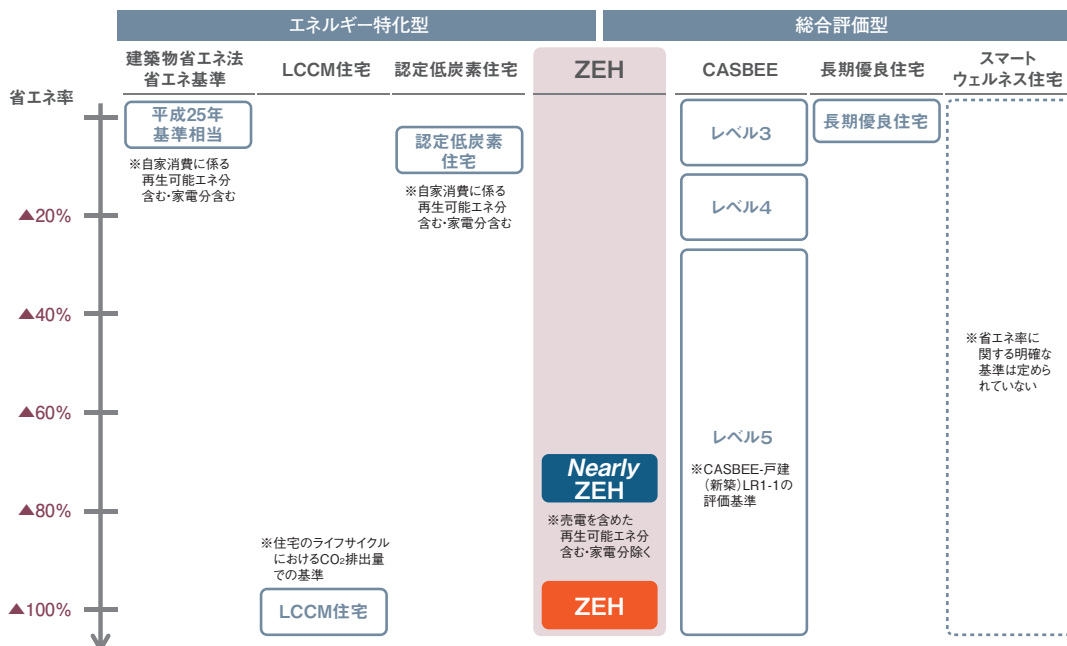 エネルギー特化型
総合評価型
建築物省エネ法
省エネ基準
LCCM住宅
認定低炭素住宅
ZEH
CASBEE
長期優良住宅
スマート
ウェルネス住宅
省エネ率
▲20%
▲40%
▲60%
▲80%
▲100%
平成25年
基準相当
※自家消費に係る
再生可能エネ分
含む・家電分含む
※住宅のライフサイクル
におけるCO₂排出量
での基準
LCCM住宅
認定低炭素
住宅
※自家消費に係る
再生可能エネ分
含む・家電分含む
Nearly
ZEH
※売電を含めた
再生可能エネ分
含む・家電分除く
ZEH
レベル3
レベル4
レベル5
※CASBEE-戸建
（新築）LR1-1の
評価基準
長期優良住宅
※省エネ率に
関する明確な
基準は定めら
れていない